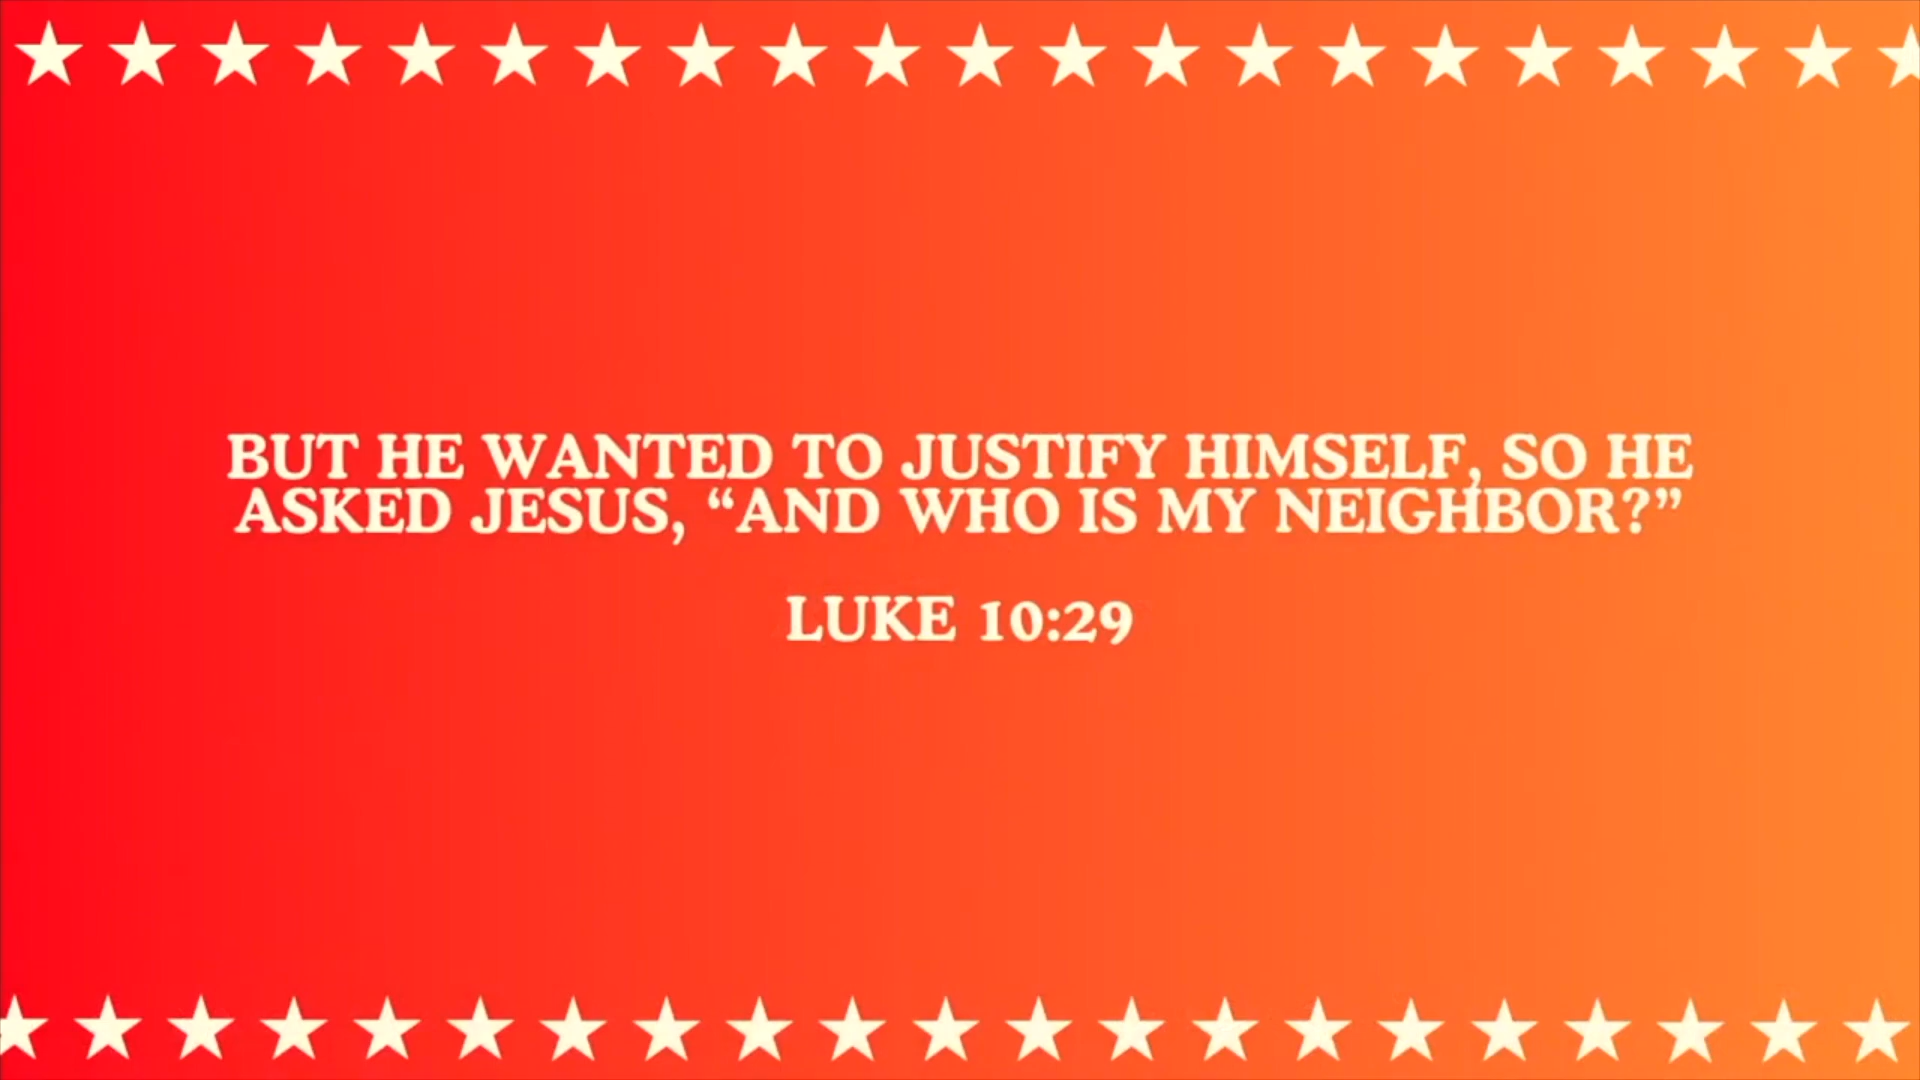 BUT HE WANTED TO JUSTIFY HIMSELF, SO HE
ASKED JESUS, “AND WHO IS MY NEIGHBOR?”
LUKE 10:29